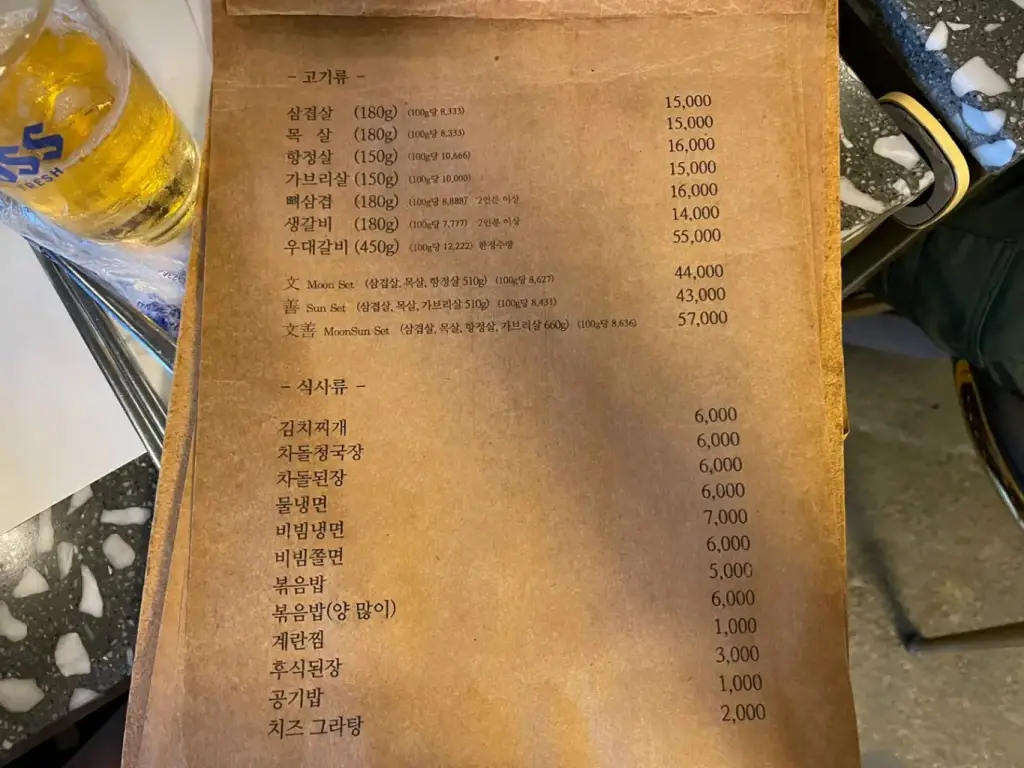 - 고기류 -
삼겹살 (180g) (100g당 8,333) 15,000
목 살 (180g) (100g당 8,333) 15,000
항정살 (150g) (100g당 10,666) 16,000
가브리살 (150g) (100g당 10,000) 15,000
뼈삼겹 (180g) (100g당 8,888) 2인분 이상 16,000
생갈비 (180g) (100g당 7,777) 2인분 이상 14,000
우대갈비 (450g) (100g당 12,222) 한정수량 55,000
文 Moon Set (삼겹살, 목살, 항정살 510g) (100g당 8,627) 44,000
善 Sun Set (삼겹살, 목살, 가브리살 510g) (100g당 8,431) 43,000
文善 MoonSun Set (삼겹살, 목살, 항정살, 가브리살 660g) (100g당 8,636) 57,000
- 식사류 -
김치찌개 6,000
차돌청국장 6,000
차돌된장 6,000
물냉면 6,000
비빔냉면 7,000
비빔쫄면 6,000
볶음밥 5,000
볶음밥(양 많이) 6,000
계란찜 1,000
후식된장 3,000
공기밥 1,000
치즈 그라탕 2,000
SS
FRESH